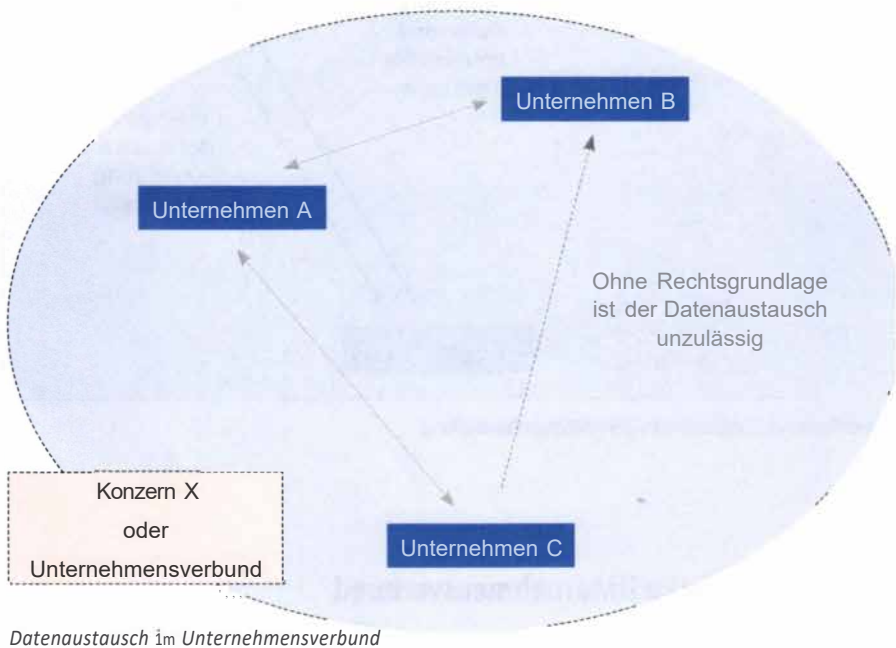 Unternehmen B
Unternehmen A
Ohne Rechtsgrundlage
ist der Datenaustausch
unzulässig
Konzern X
oder
Unternehmensverbund
Unternehmen C
Datenaustausch im Unternehmensverbund